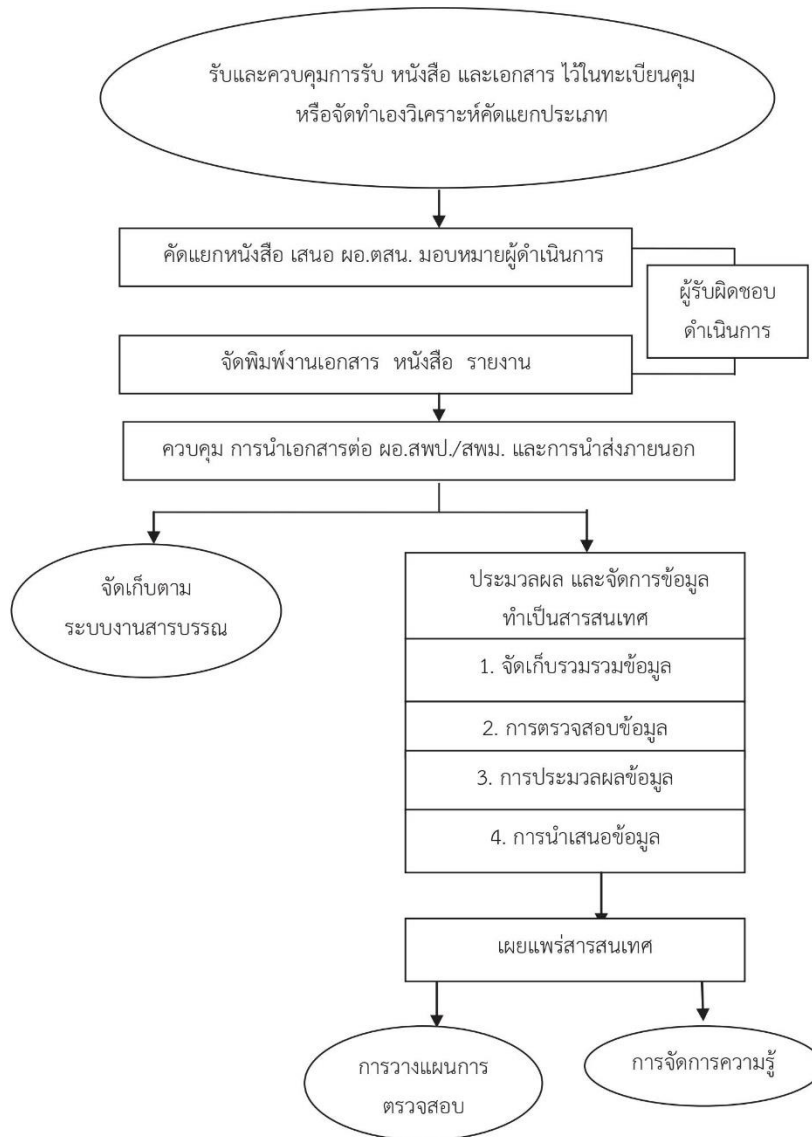 รับและควบคุมการรับ หนังสือ และเอกสาร ไว้ในทะเบียนคุม
หรือจัดทำเองวิเคราะห์คัดแยกประเภท
คัดแยกหนังสือ เสนอ ผอ.ตสน. มอบหมายผู้ดำเนินการ
ผู้รับผิดชอบ
ดำเนินการ
จัดพิมพ์งานเอกสาร หนังสือ รายงาน
ควบคุม การนำเอกสารต่อ ผอ.สพป./สพม. และการนำส่งภายนอก
จัดเก็บตาม
ระบบงานสารบรรณ
ประมวลผล และจัดการข้อมูล
ทำเป็นสารสนเทศ
1. จัดเก็บรวมรวมข้อมูล
2. การตรวจสอบข้อมูล
3. การประมวลผลข้อมูล
4. การนำเสนอข้อมูล
เผยแพร่สารสนเทศ
การวางแผนการ
ตรวจสอบ
การจัดการความรู้